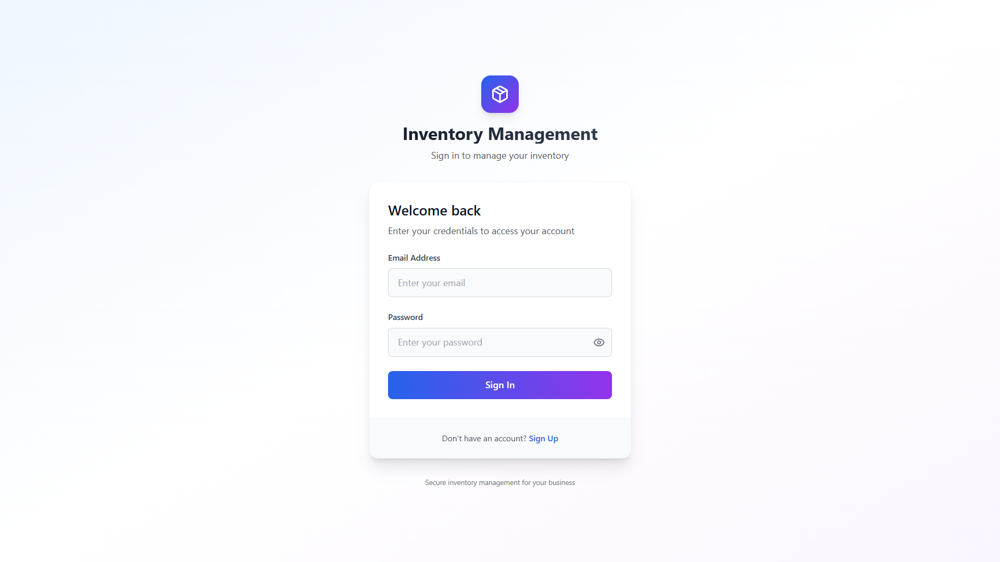 Inventory Management
Sign in to manage your inventory
Welcome back
Enter your credentials to access your account
Email Address
Enter your email
Password
Enter your password
Sign In
Don't have an account? Sign Up
Secure inventory management for your business